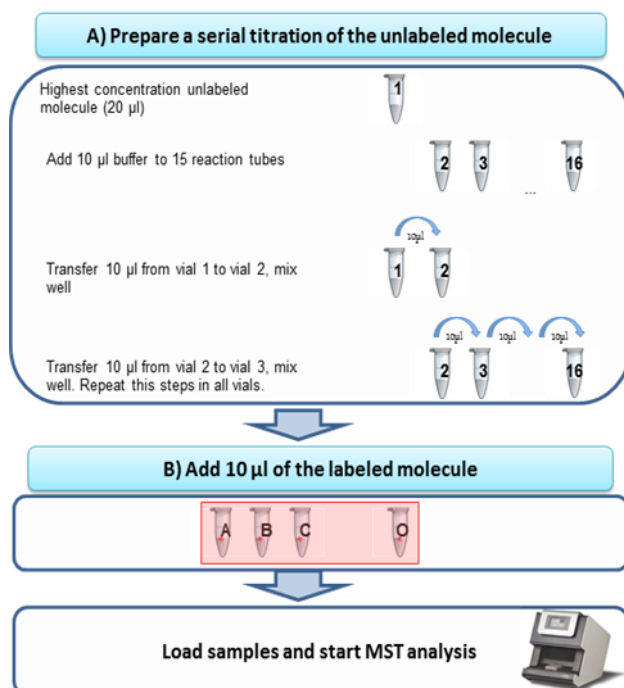 A) Prepare a serial titration of the unlabeled molecule
Highest concentration unlabeled
molecule (20 µl)
1
Add 10 µl buffer to 15 reaction tubes
2 3 ... 16
10µl
Transfer 10 µl from vial 1 to vial 2, mix
well
1 2
10µl 10µl 10µl
Transfer 10 µl from vial 2 to vial 3, mix
well. Repeat this steps in all vials.
2 3 16
B) Add 10 µl of the labeled molecule
A B C O
Load samples and start MST analysis